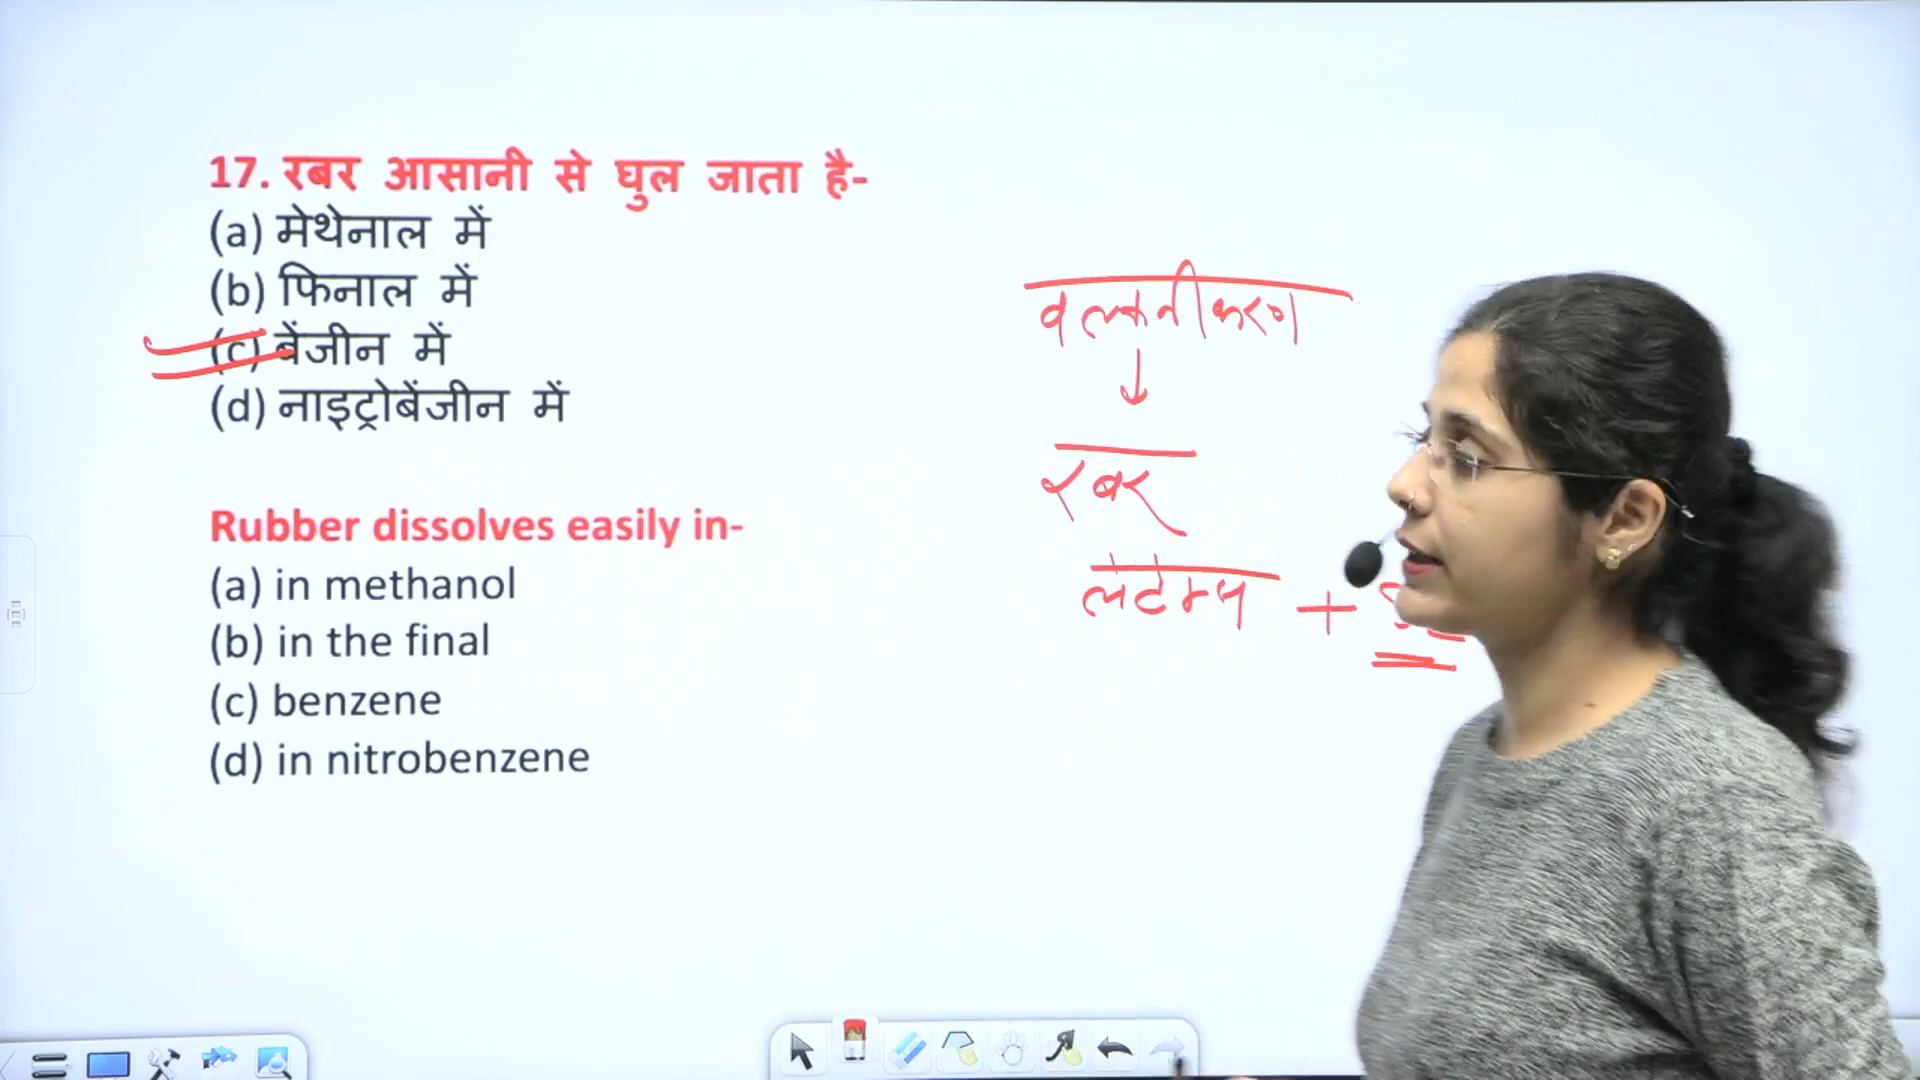 17. रबर आसानी से घुल जाता है-
(a) मेथेनाल में
(b) फिनाल में
(c) बेंजीन में
(d) नाइट्रोबेंजीन में
Rubber dissolves easily in-
(a) in methanol
(b) in the final
(c) benzene
(d) in nitrobenzene
वल्कनीकरण
↓
रबर
लेटेक्स +